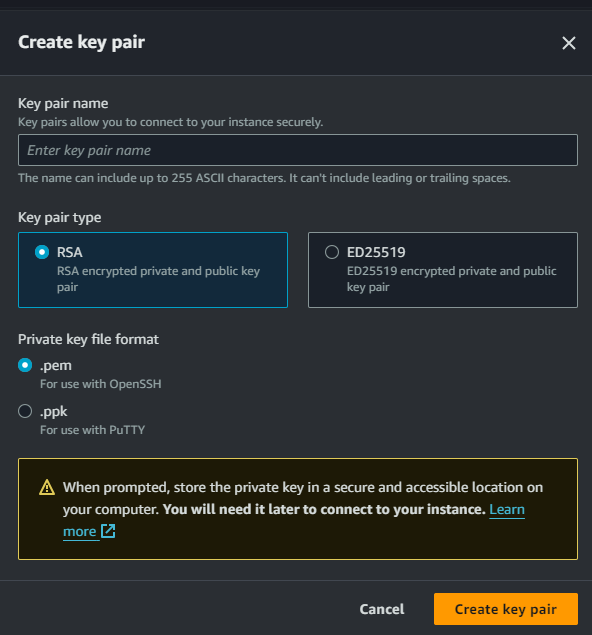 Create key pair
Key pair name
Key pairs allow you to connect to your instance securely.
Enter key pair name
The name can include up to 255 ASCII characters. It can't include leading or trailing spaces.
Key pair type
RSA
RSA encrypted private and public key
pair
ED25519
ED25519 encrypted private and public
key pair
Private key file format
.pem
For use with OpenSSH
.ppk
For use with PuTTY
When prompted, store the private key in a secure and accessible location on
your computer. You will need it later to connect to your instance. Learn
more
Cancel
Create key pair